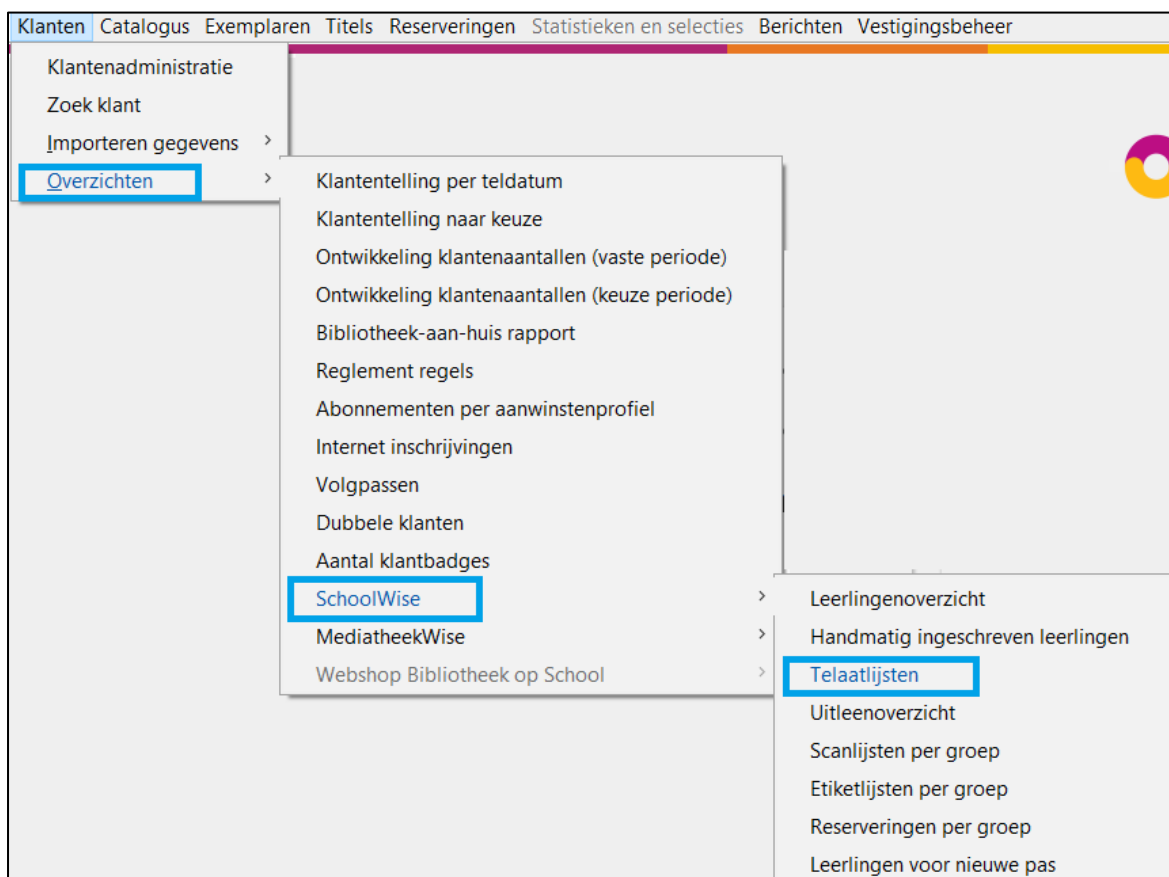 Klanten Catalogus Exemplaren Titels Reserveringen Statistieken en selecties Berichten Vestigingsbeheer
Klantenadministratie
Zoek klant
Importeren gegevens
Overzichten
Klantentelling per teldatum
Klantentelling naar keuze
Ontwikkeling klantenaantallen (vaste periode)
Ontwikkeling klantenaantallen (keuze periode)
Bibliotheek-aan-huis rapport
Reglement regels
Abonnementen per aanwinstenprofiel
Internet inschrijvingen
Volgpassen
Dubbele klanten
Aantal klantbadges
SchoolWise
MediatheekWise
Webshop Bibliotheek op School
Leerlingenoverzicht
Handmatig ingeschreven leerlingen
Telaatlijsten
Uitleenoverzicht
Scanlijsten per groep
Etiketlijsten per groep
Reserveringen per groep
Leerlingen voor nieuwe pas